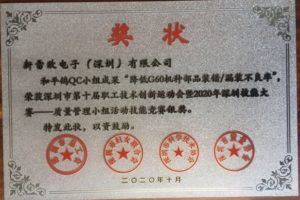 奖状
新雷欧电子（深圳）有限公司
和平鸽QC小组成果“降低G60机种部品装错/漏装不良率”，
荣获深圳市第十届职工技术创新运动会暨2020年深圳技能大
赛——质量管理小组活动技能竞赛银奖。
特发此状，以资鼓励。
二〇二〇年十月